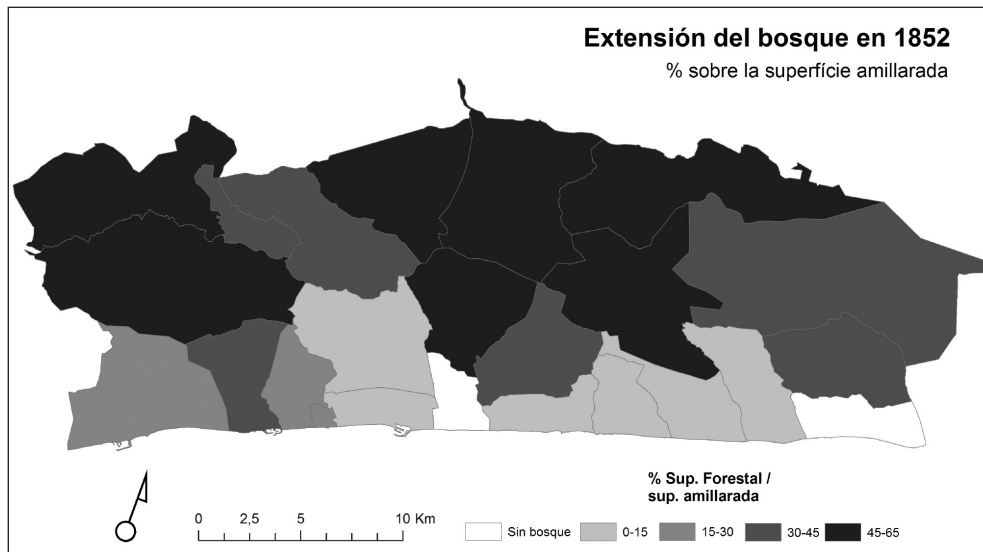 Extensión del bosque en 1852
% sobre la superfície amillarada
% Sup. Forestal /
sup. amillarada
0 2,5 5 10 Km
Sin bosque 0-15 15-30 30-45 45-65